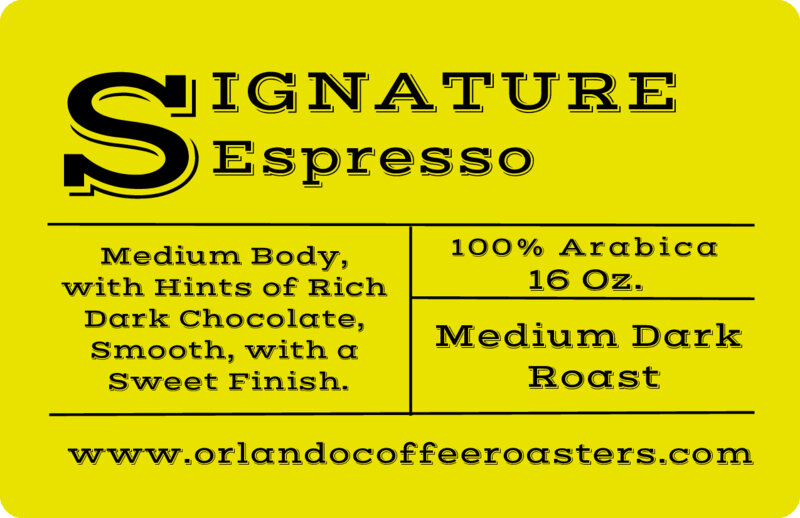 SIGNATURE
Espresso
Medium Body,
with Hints of Rich
Dark Chocolate,
Smooth, with a
Sweet Finish.
100% Arabica
16 Oz.
Medium Dark
Roast
www.orlandocoffeeroasters.com